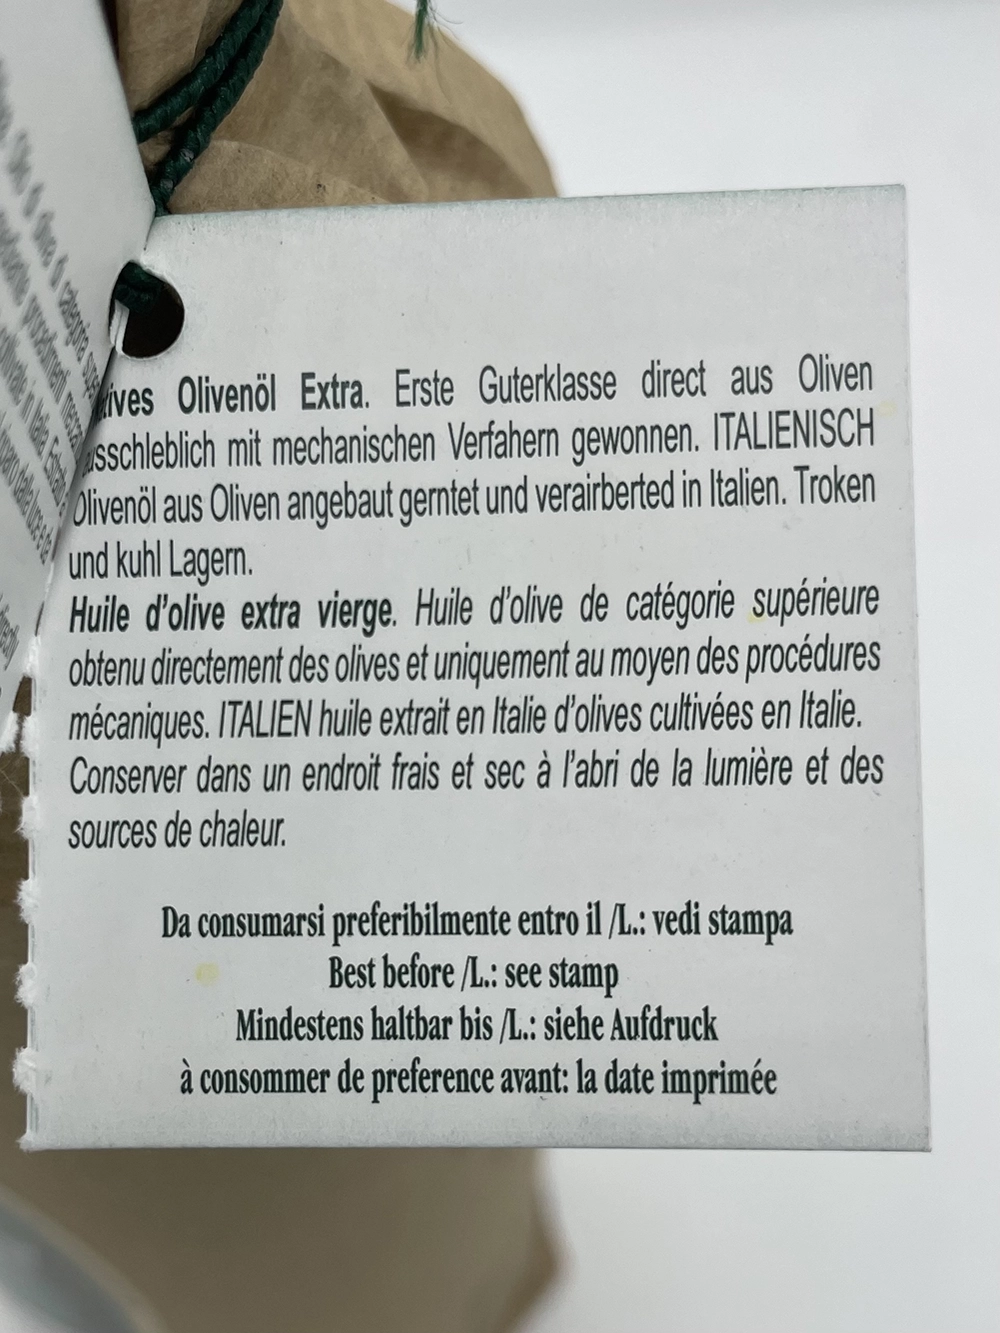 Olivenöl Extra. Erste Guterklasse direct aus Oliven
mit mechanischen Verfahern gewonnen. ITALIENISCH
Olivenöl aus Oliven angebaut gerntet und verairberted in Italien. Troken
und kuhl Lagern.
Huile d'olive extra vierge. Huile d'olive de catégorie supérieure
obtenu directement des olives et uniquement au moyen des procédures
mécaniques. ITALIEN huile extrait en Italie d'olives cultivées en Italie.
Conserver dans un endroit frais et sec à l'abri de la lumière et des
sources de chaleur.
Da consumarsi preferibilmente entro il /L.: vedi stampa
Best before /L.: see stamp
Mindestens haltbar bis /L.: siehe Aufdruck
à consommer de preference avant: la date imprimée